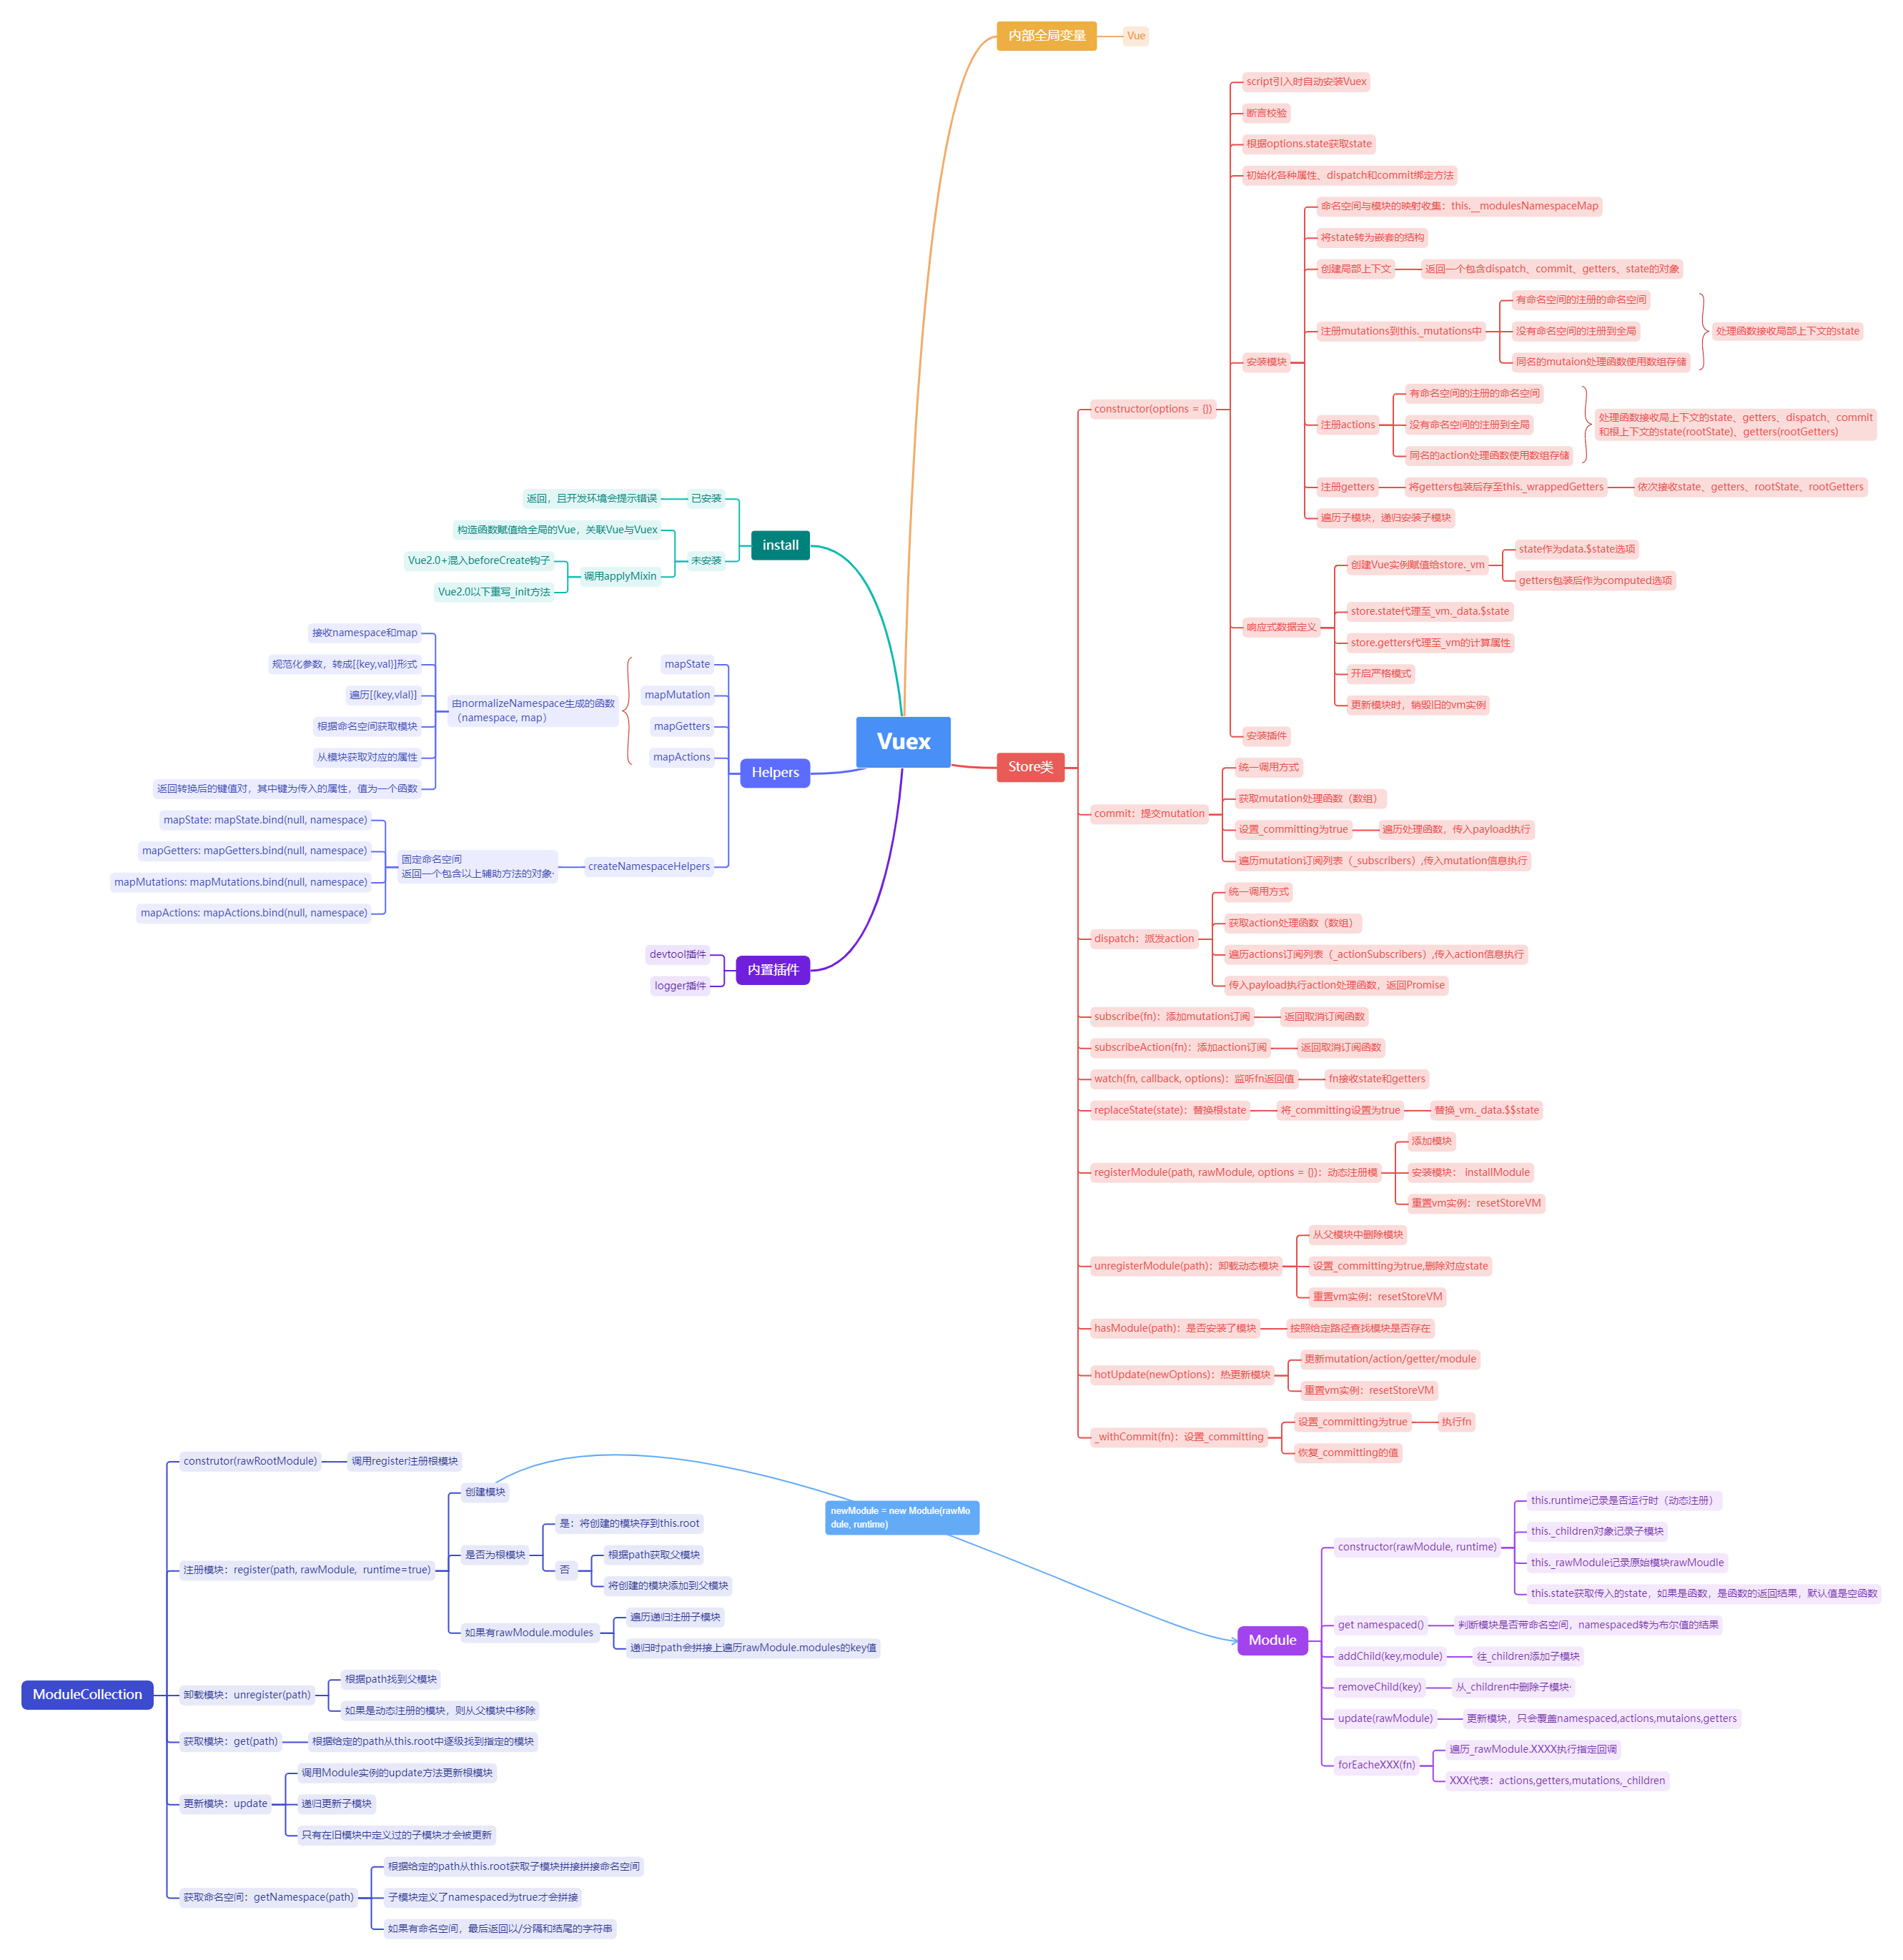 Vuex
内部全局变量
Vue
Store类
constructor(options = {})
script引入时自动安装Vuex
断言校验
根据options.state获取state
初始化各种属性、dispatch和commit绑定方法
安装模块
命名空间与模块的映射收集：this.__modulesNamespaceMap
将state转为嵌套的结构
创建局部上下文
返回一个包含dispatch、commit、getters、state的对象
注册mutations到this._mutations中
有命名空间的注册的命名空间
没有命名空间的注册到全局
同名的mutaion处理函数使用数组存储
处理函数接收局部上下文的state
注册actions
有命名空间的注册的命名空间
没有命名空间的注册到全局
同名的action处理函数使用数组存储
处理函数接收局上下文的state、getters、dispatch、commit
和根上下文的state(rootState)、getters(rootGetters)
注册getters
将getters包装后存至this._wrappedGetters
依次接收state、getters、rootState、rootGetters
遍历子模块，递归安装子模块
响应式数据定义
创建Vue实例赋值给store._vm
state作为data.$state选项
getters包装后作为computed选项
store.state代理至_vm._data.$state
store.getters代理至_vm的计算属性
开启严格模式
更新模块时，销毁旧的vm实例
安装插件
commit：提交mutation
统一调用方式
获取mutation处理函数（数组）
设置_committing为true
遍历处理函数，传入payload执行
遍历mutation订阅列表（_subscribers）,传入mutation信息执行
dispatch：派发action
统一调用方式
获取action处理函数（数组）
遍历actions订阅列表（_actionSubscribers）,传入action信息执行
传入payload执行action处理函数，返回Promise
subscribe(fn)：添加mutation订阅
返回取消订阅函数
subscribeAction(fn)：添加action订阅
返回取消订阅函数
watch(fn, callback, options)：监听fn返回值
fn接收state和getters
replaceState(state)：替换根state
将_committing设置为true
替换_vm._data.$$state
registerModule(path, rawModule, options = {})：动态注册模
添加模块
安装模块： installModule
重置vm实例：resetStoreVM
unregisterModule(path)：卸载动态模块
从父模块中删除模块
设置_committing为true,删除对应state
重置vm实例：resetStoreVM
hasModule(path)：是否安装了模块
按照给定路径查找模块是否存在
hotUpdate(newOptions)：热更新模块
更新mutation/action/getter/module
重置vm实例：resetStoreVM
_withCommit(fn)：设置_committing
设置_committing为true
执行fn
恢复_committing的值
install
已安装
返回，且开发环境会提示错误
未安装
构造函数赋值给全局的Vue，关联Vue与Vuex
调用applyMixin
Vue2.0+混入beforeCreate钩子
Vue2.0以下重写_init方法
Helpers
mapState
mapMutation
mapGetters
mapActions
由normalizeNamespace生成的函数
（namespace, map）
接收namespace和map
规范化参数，转成[{key,val}]形式
遍历[{key,vlal}]
根据命名空间获取模块
从模块获取对应的属性
返回转换后的键值对，其中键为传入的属性，值为一个函数
createNamespaceHelpers
固定命名空间
返回一个包含以上辅助方法的对象·
mapState: mapState.bind(null, namespace)
mapGetters: mapGetters.bind(null, namespace)
mapMutations: mapMutations.bind(null, namespace)
mapActions: mapActions.bind(null, namespace)
内置插件
devtool插件
logger插件
ModuleCollection
construtor(rawRootModule)
调用register注册根模块
注册模块：register(path, rawModule, runtime=true)
创建模块
是否为根模块
是：将创建的模块存到this.root
否
根据path获取父模块
将创建的模块添加到父模块
如果有rawModule.modules
遍历递归注册子模块
递归时path会拼接上遍历rawModule.modules的key值
卸载模块：unregister(path)
根据path找到父模块
如果是动态注册的模块，则从父模块中移除
获取模块：get(path)
根据给定的path从this.root中逐级找到指定的模块
更新模块：update
调用Module实例的update方法更新根模块
递归更新子模块
只有在旧模块中定义过的子模块才会被更新
获取命名空间：getNamespace(path)
根据给定的path从this.root获取子模块拼接拼接命名空间
子模块定义了namespaced为true才会拼接
如果有命名空间，最后返回以/分隔和结尾的字符串
newModule = new Module(rawMo
dule, runtime)
Module
constructor(rawModule, runtime)
this.runtime记录是否运行时（动态注册）
this._children对象记录子模块
this._rawModule记录原始模块rawMoudle
this.state获取传入的state，如果是函数，是函数的返回结果，默认值是空函数
get namespaced()
判断模块是否带命名空间，namespaced转为布尔值的结果
addChild(key,module)
往_children添加子模块
removeChild(key)
从_children中删除子模块·
update(rawModule)
更新模块，只会覆盖namespaced,actions,mutaions,getters
forEacheXXX(fn)
遍历_rawModule.XXXX执行指定回调
XXX代表：actions,getters,mutations,_children